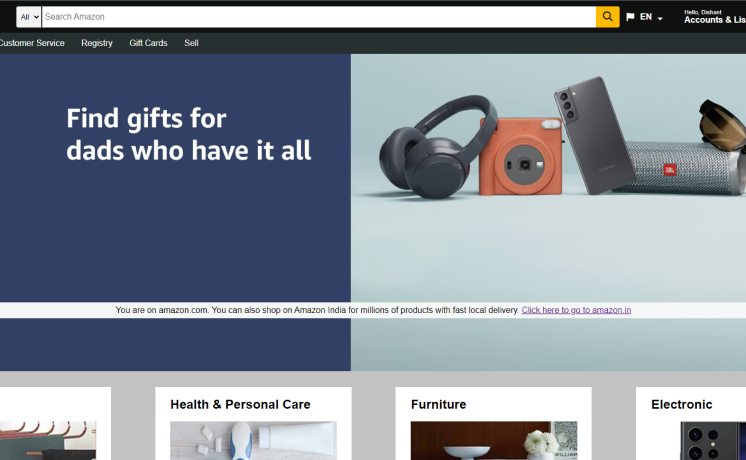 All Search Amazon EN Hello, Dishant
Accounts & Lis
Customer Service Registry Gift Cards Sell
Find gifts for
dads who have it all
JBL
You are on amazon.com. You can also shop on Amazon India for millions of products with fast local delivery. Click here to go to amazon.in
Health & Personal Care Furniture Electronic
WILLIAM